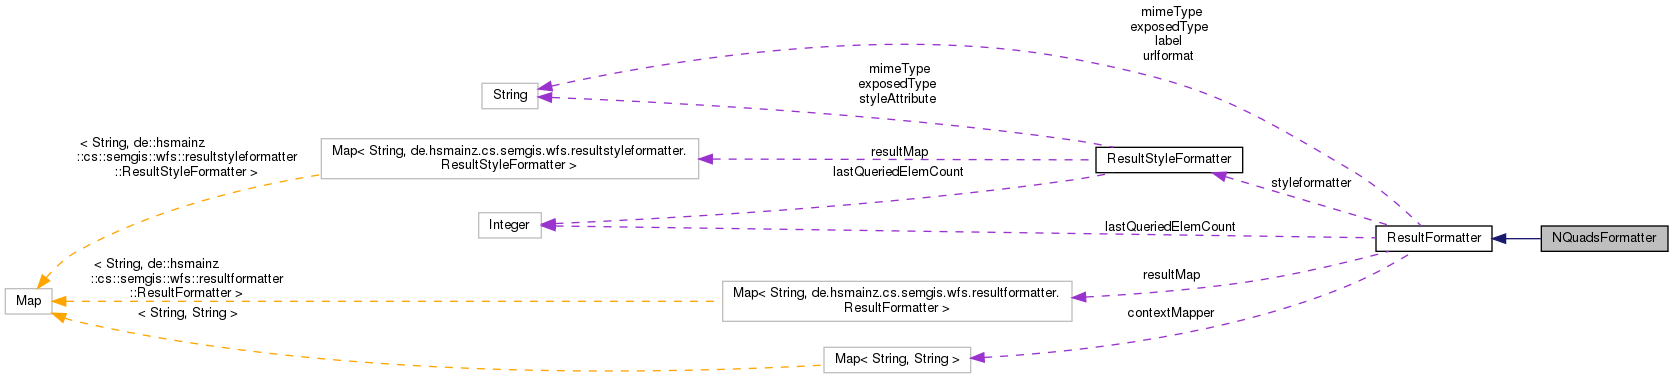 mimeType
exposedType
label
urlformat
mimeType
exposedType
styleAttribute
String
< String, de::hsmainz
::cs::semgis::wfs::resultstyleformatter
::ResultStyleFormatter >
Map< String, de.hsmainz.cs.semgis.wfs.resultstyleformatter.
ResultStyleFormatter >
resultMap
ResultStyleFormatter
lastQueriedElemCount
styleformatter
Integer
lastQueriedElemCount
ResultFormatter
NQuadsFormatter
< String, de::hsmainz
::cs::semgis::wfs::resultformatter
::ResultFormatter >
resultMap
Map
Map< String, de.hsmainz.cs.semgis.wfs.resultformatter.
ResultFormatter >
< String, String >
contextMapper
Map< String, String >